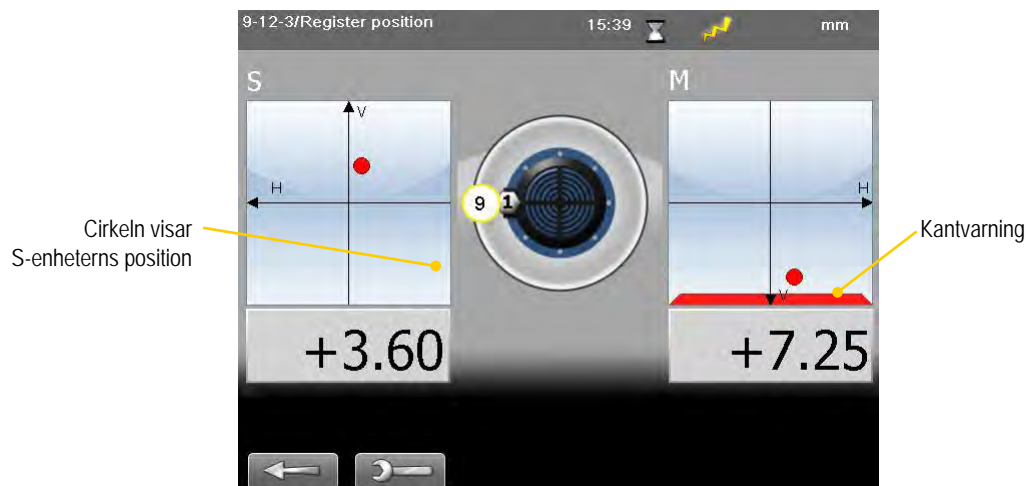 9-12-3/Register position
15:39
mm
S
M
V
H
9
1
H
V
Cirkeln visar
S-enheterns position
Kantvarning
+3.60
+7.25